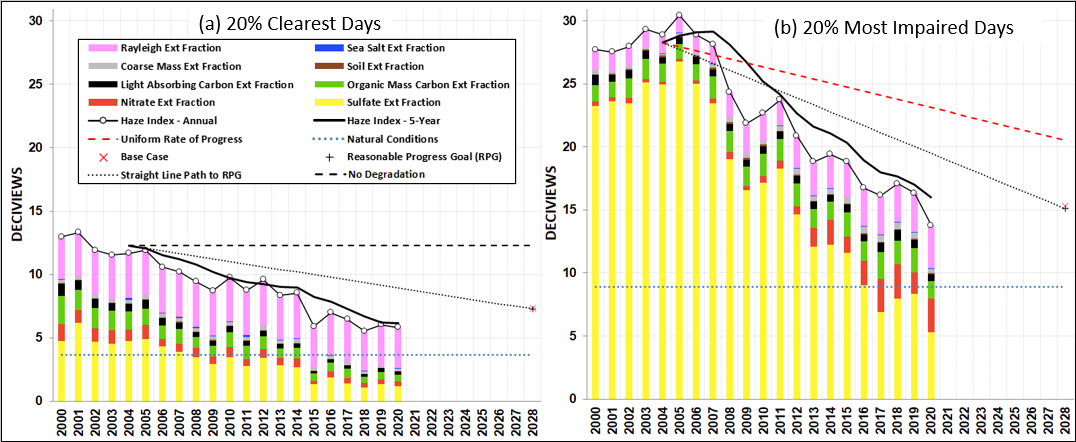 (a) 20% Clearest Days
DECIVIEWS
30
25
20
15
10
5
0
Rayleigh Ext Fraction
Sea Salt Ext Fraction
Coarse Mass Ext Fraction
Soil Ext Fraction
Light Absorbing Carbon Ext Fraction
Organic Mass Carbon Ext Fraction
Nitrate Ext Fraction
Sulfate Ext Fraction
Haze Index - Annual
Haze Index - 5-Year
Uniform Rate of Progress
Natural Conditions
Base Case
Reasonable Progress Goal (RPG)
Straight Line Path to RPG
No Degradation
2000 2001 2002 2003 2004 2005 2006 2007 2008 2009 2010 2011 2012 2013 2014 2015 2016 2017 2018 2019 2020 2021 2022 2023 2024 2025 2026 2027 2028
(b) 20% Most Impaired Days
DECIVIEWS
30
25
20
15
10
5
0
2000 2001 2002 2003 2004 2005 2006 2007 2008 2009 2010 2011 2012 2013 2014 2015 2016 2017 2018 2019 2020 2021 2022 2023 2024 2025 2026 2027 2028